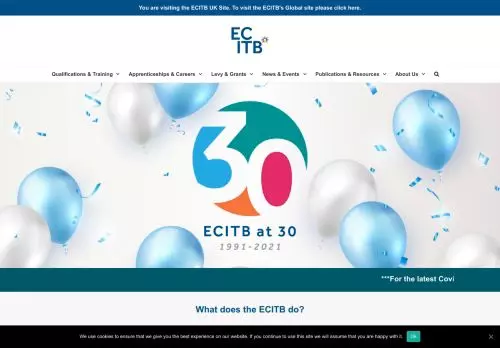 You are visiting the ECITB UK Site. To visit the ECITB's Global site please click here.
EC
ITB
Qualifications & Training Apprenticeships & Careers Levy & Grants News & Events Publications & Resources About Us
30
ECITB at 30
1991-2021
***For the latest Covi
What does the ECITB do?
We use cookies to ensure that we give you the best experience on our website. If you continue to use this site we will assume that you are happy with it. Ok